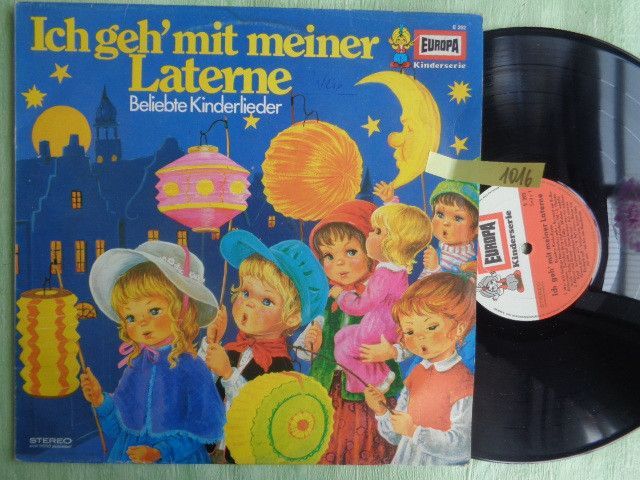 Ich geh' mit meiner
Laterne
Beliebte Kinderlieder
E 292
EUROPA
Kinderserie
1016
STEREO
EUROPA
Kinderserie
Ich geh' mit meiner Laterne